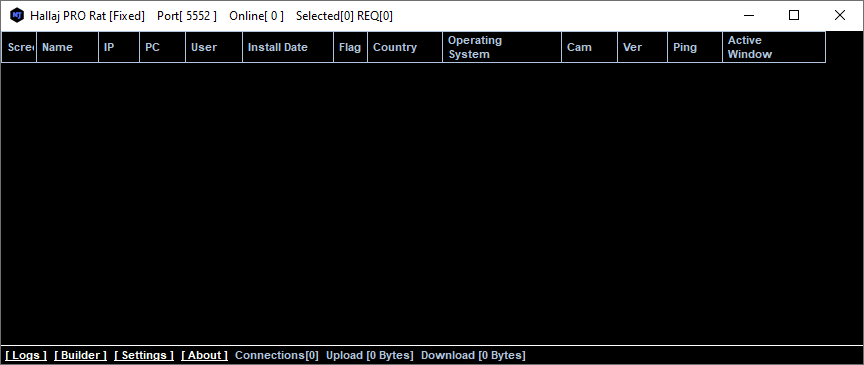 NJ Hallaj PRO Rat [Fixed] Port[ 5552 ] Online[ 0 ] Selected[0] REQ[0]
Scree Name IP PC User Install Date Flag Country Operating System Cam Ver Ping Active Window
[ Logs ] [ Builder ] [ Settings ] [ About ] Connections[0] Upload [0 Bytes] Download [0 Bytes]